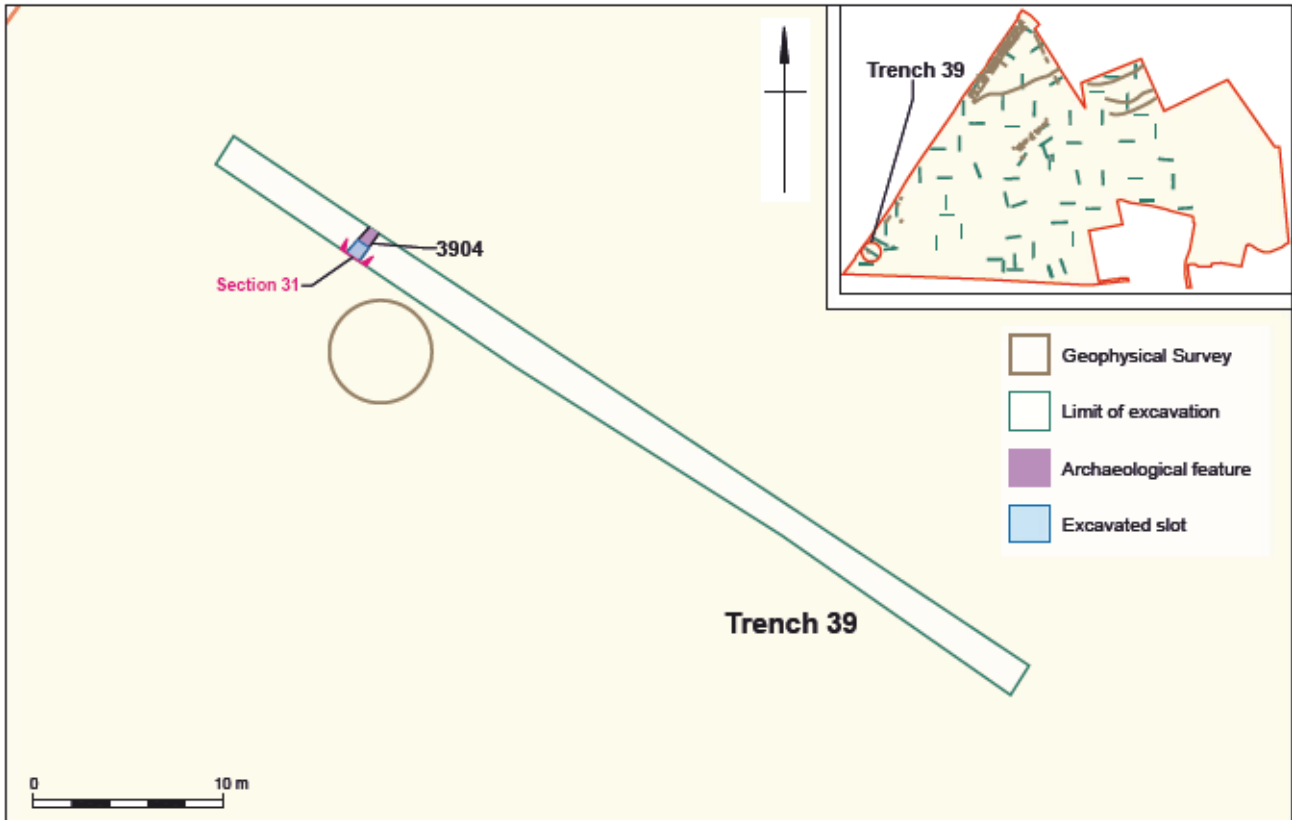 Trench 39
3904
Section 31
Geophysical Survey
Limit of excavation
Archaeological feature
Excavated slot
Trench 39
0 10 m